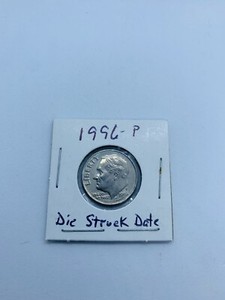 1996-P
LIBERTY
Die Struck Date